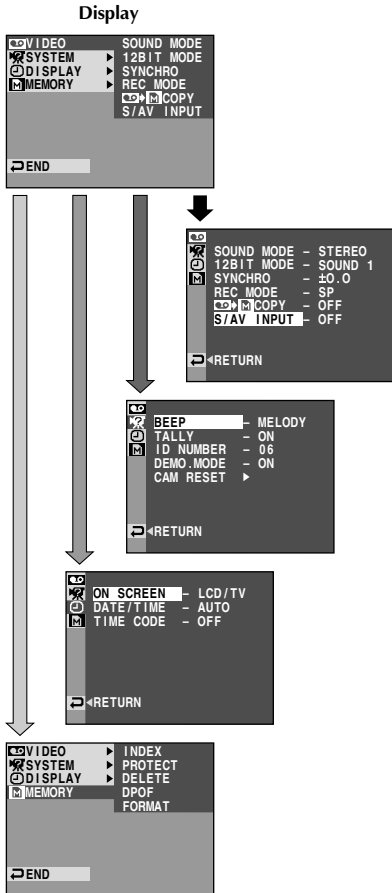 Display
VIDEO SOUND MODE
SYSTEM 12BIT MODE
DISPLAY SYNCHRO
MEMORY REC MODE
M COPY
S/AV INPUT
END
SOUND MODE – STEREO
12BIT MODE – SOUND 1
M SYNCHRO – ±0.0
REC MODE – SP
M COPY – OFF
S/AV INPUT – OFF
RETURN
BEEP – MELODY
TALLY – ON
M ID NUMBER – 06
DEMO.MODE – ON
CAM RESET
RETURN
ON SCREEN – LCD/TV
DATE/TIME – AUTO
M TIME CODE – OFF
RETURN
VIDEO INDEX
SYSTEM PROTECT
DISPLAY DELETE
M MEMORY DPOF
FORMAT
END